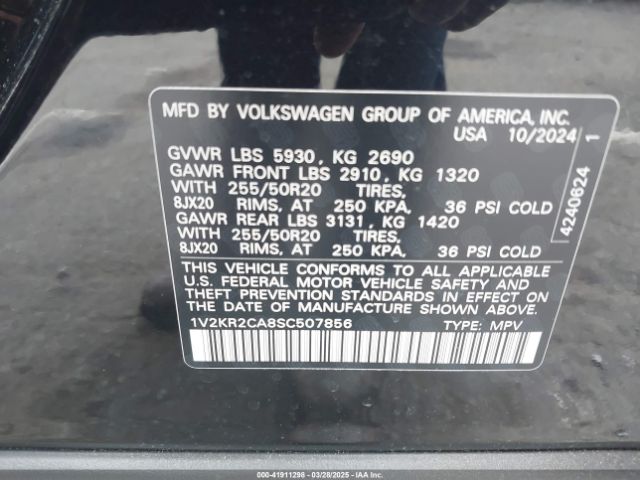 MFD BY VOLKSWAGEN GROUP OF AMERICA, INC.
USA 10/2024
GVWR LBS 5930, KG 2690
GAWR FRONT LBS 2910, KG 1320
WITH 255/50R20 TIRES,
8JX20 RIMS, AT 250 KPA, 36 PSI COLD
GAWR REAR LBS 3131, KG 1420
WITH 255/50R20 TIRES,
8JX20 RIMS, AT 250 KPA, 36 PSI COLD
THIS VEHICLE CONFORMS TO ALL APPLICABLE
U.S. FEDERAL MOTOR VEHICLE SAFETY AND
THEFT PREVENTION STANDARDS IN EFFECT ON
THE DATE OF MANUFACTURE SHOWN ABOVE.
1V2KR2CA8SC507856 TYPE: MPV
4240624 1
000-41911298 | 03/28/2025 - IAAI.COM